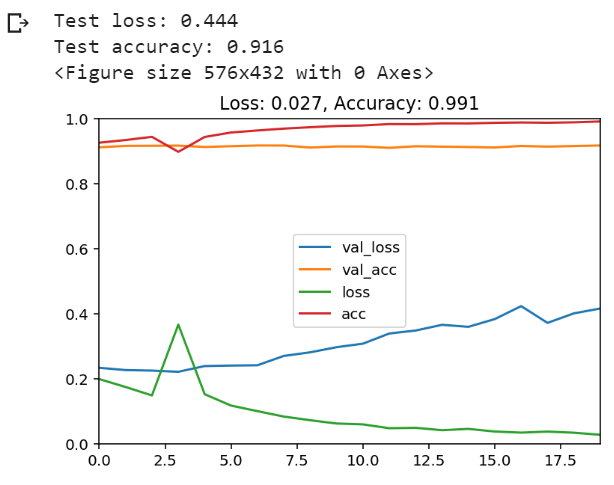 Test loss: 0.444
Test accuracy: 0.916
<Figure size 576x432 with 0 Axes>
Loss: 0.027, Accuracy: 0.991
1.0
0.8
0.6
0.4
0.2
0.0
val_loss
val_acc
loss
acc
0.0 2.5 5.0 7.5 10.0 12.5 15.0 17.5